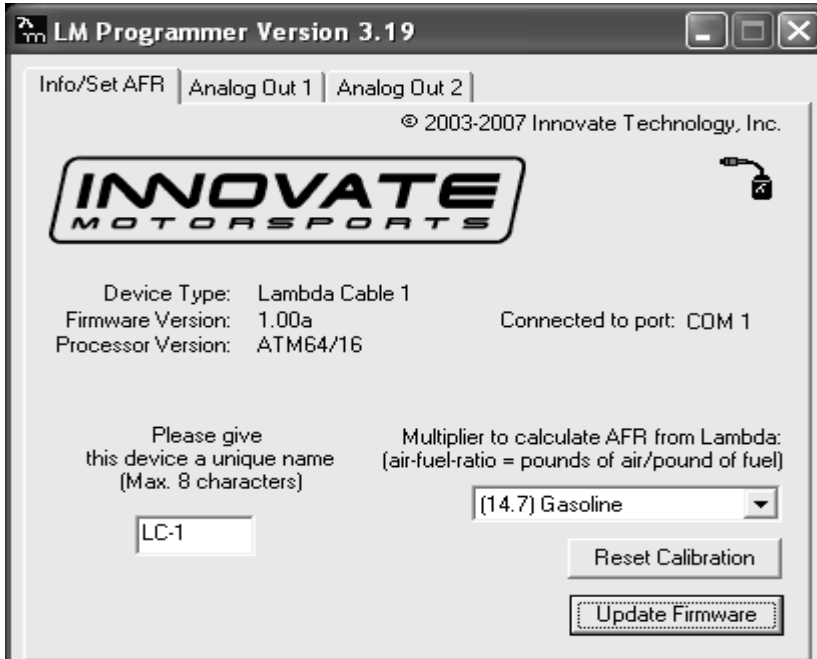 LM Programmer Version 3.19
Info/Set AFR
Analog Out 1
Analog Out 2
© 2003-2007 Innovate Technology, Inc.
INNOVATE
MOTORSPORTS
Device Type: Lambda Cable 1
Firmware Version: 1.00a
Connected to port: COM 1
Processor Version: ATM64/16
Please give
this device a unique name
(Max. 8 characters)
LC-1
Multiplier to calculate AFR from Lambda:
(air-fuel-ratio = pounds of air/pound of fuel)
(14.7) Gasoline
Reset Calibration
Update Firmware